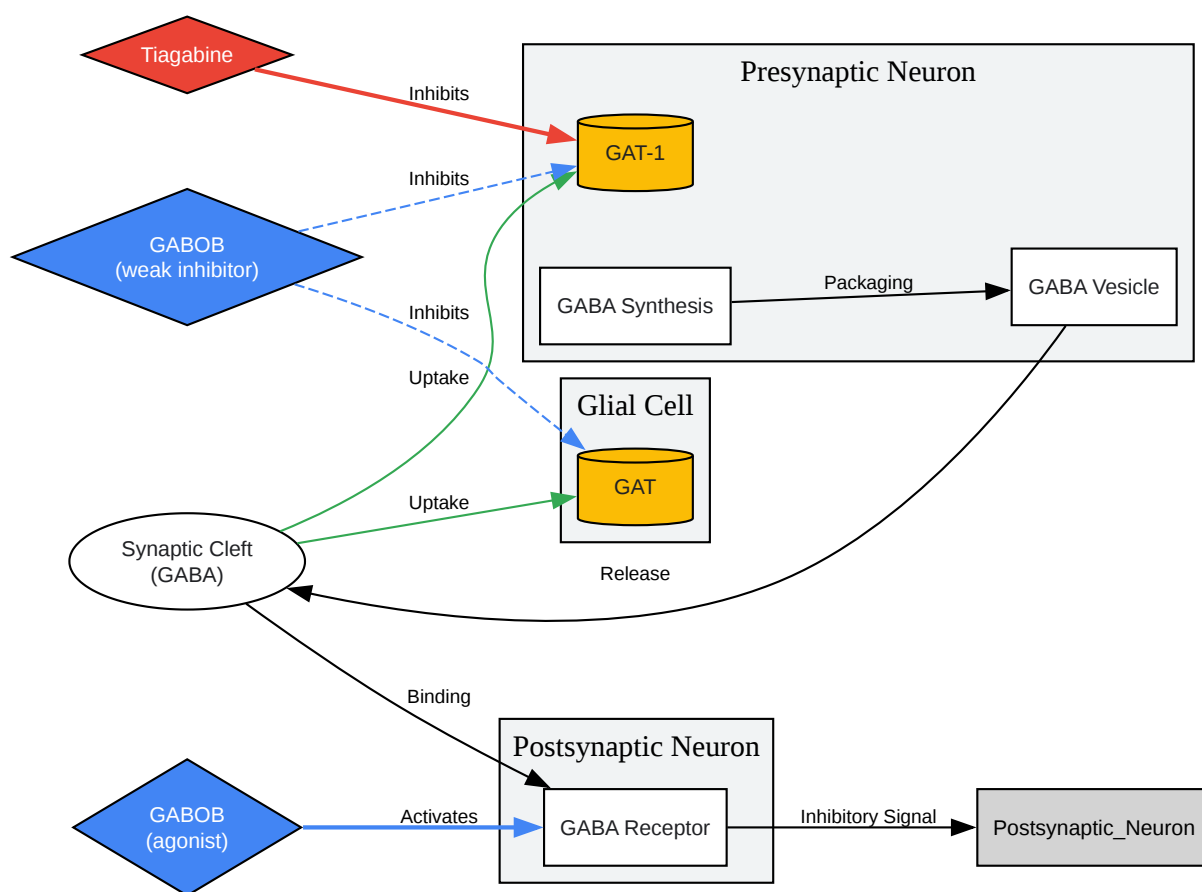 Tiagabine
Presynaptic Neuron
Inhibits
GAT-1
Inhibits
GABOB
(weak inhibitor)
GABA Synthesis
Packaging
GABA Vesicle
Inhibits
Uptake
Glial Cell
GAT
Uptake
Synaptic Cleft
(GABA)
Release
Binding
Postsynaptic Neuron
GABOB
(agonist)
Activates
GABA Receptor
Inhibitory Signal
Postsynaptic_Neuron